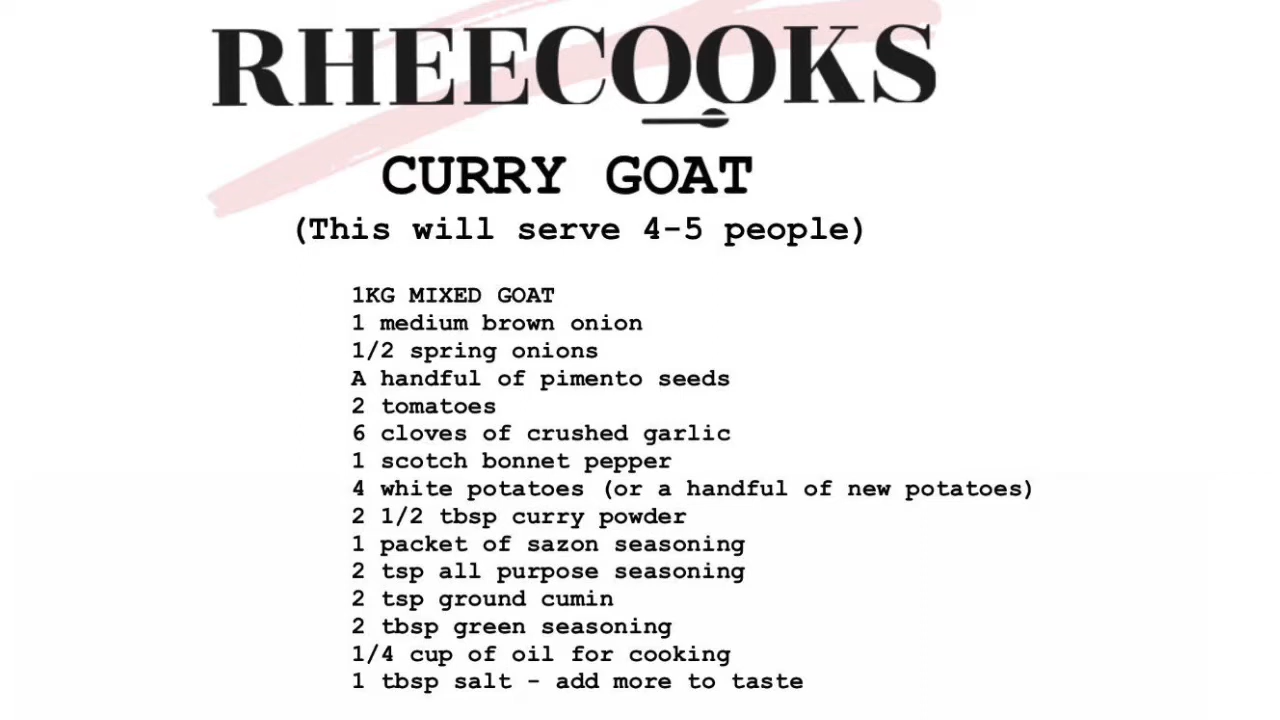 RHEECOOKS
CURRY GOAT
(This will serve 4-5 people)
1KG MIXED GOAT
1 medium brown onion
1/2 spring onions
A handful of pimento seeds
2 tomatoes
6 cloves of crushed garlic
1 scotch bonnet pepper
4 white potatoes (or a handful of new potatoes)
2 1/2 tbsp curry powder
1 packet of sazon seasoning
2 tsp all purpose seasoning
2 tsp ground cumin
2 tbsp green seasoning
1/4 cup of oil for cooking
1 tbsp salt - add more to taste